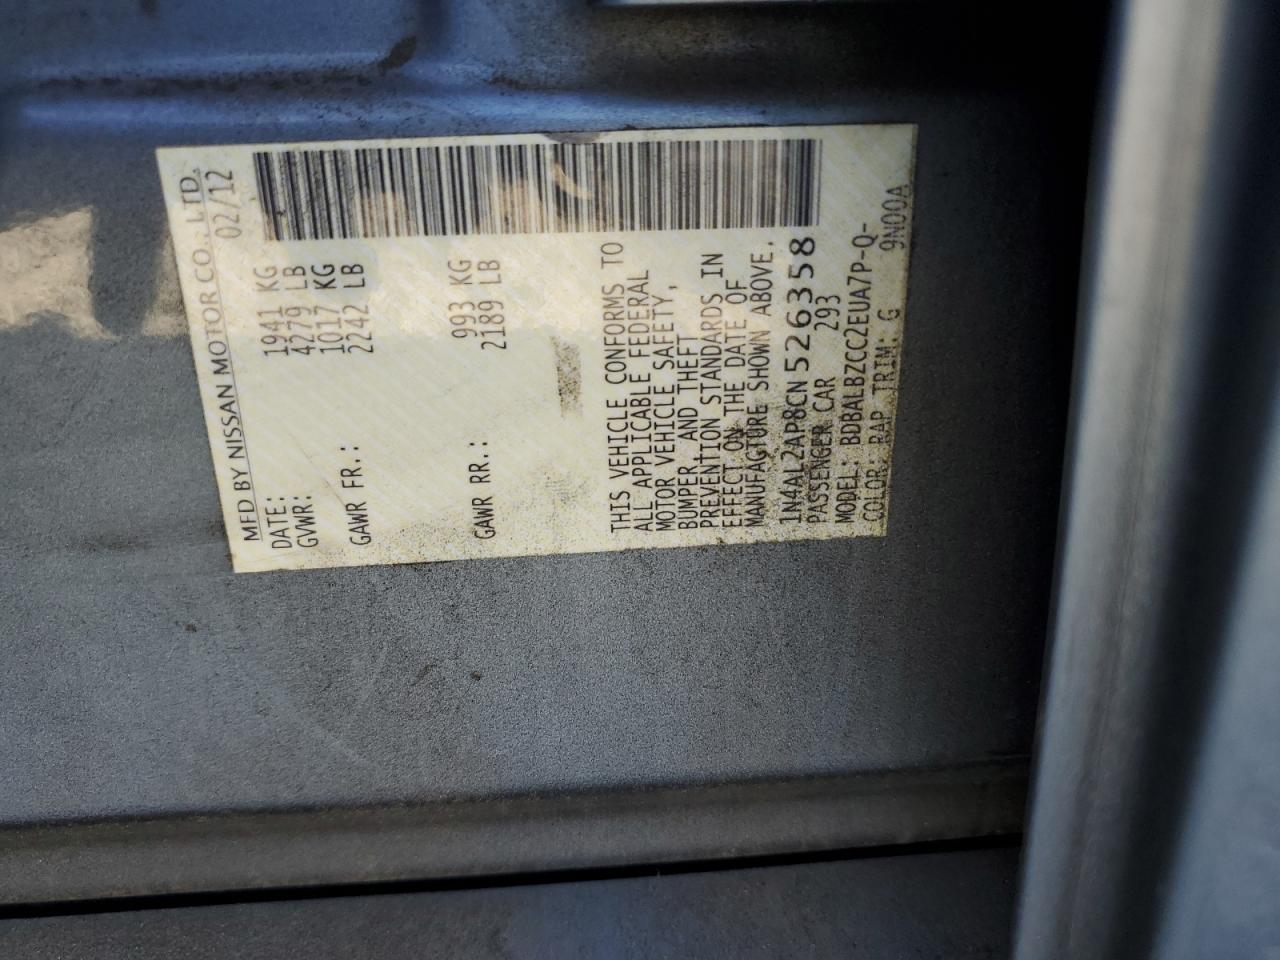 MFD BY NISSAN MOTOR CO., LTD.
DATE: 02/12
GVWR: 1941 KG
4279 LB
GAWR FR.: 1017 KG
2242 LB
GAWR RR.: 993 KG
2189 LB
THIS VEHICLE CONFORMS TO
ALL APPLICABLE FEDERAL
MOTOR VEHICLE SAFETY,
BUMPER, AND THEFT
PREVENTION STANDARDS IN
EFFECT ON THE DATE OF
MANUFACTURE SHOWN ABOVE.
1N4AL2AP8CN526358
PASSENGER CAR 293
MODEL: BDBALBZCC2EUA7P-Q-
COLOR: RAP TRIM: G 9N00A